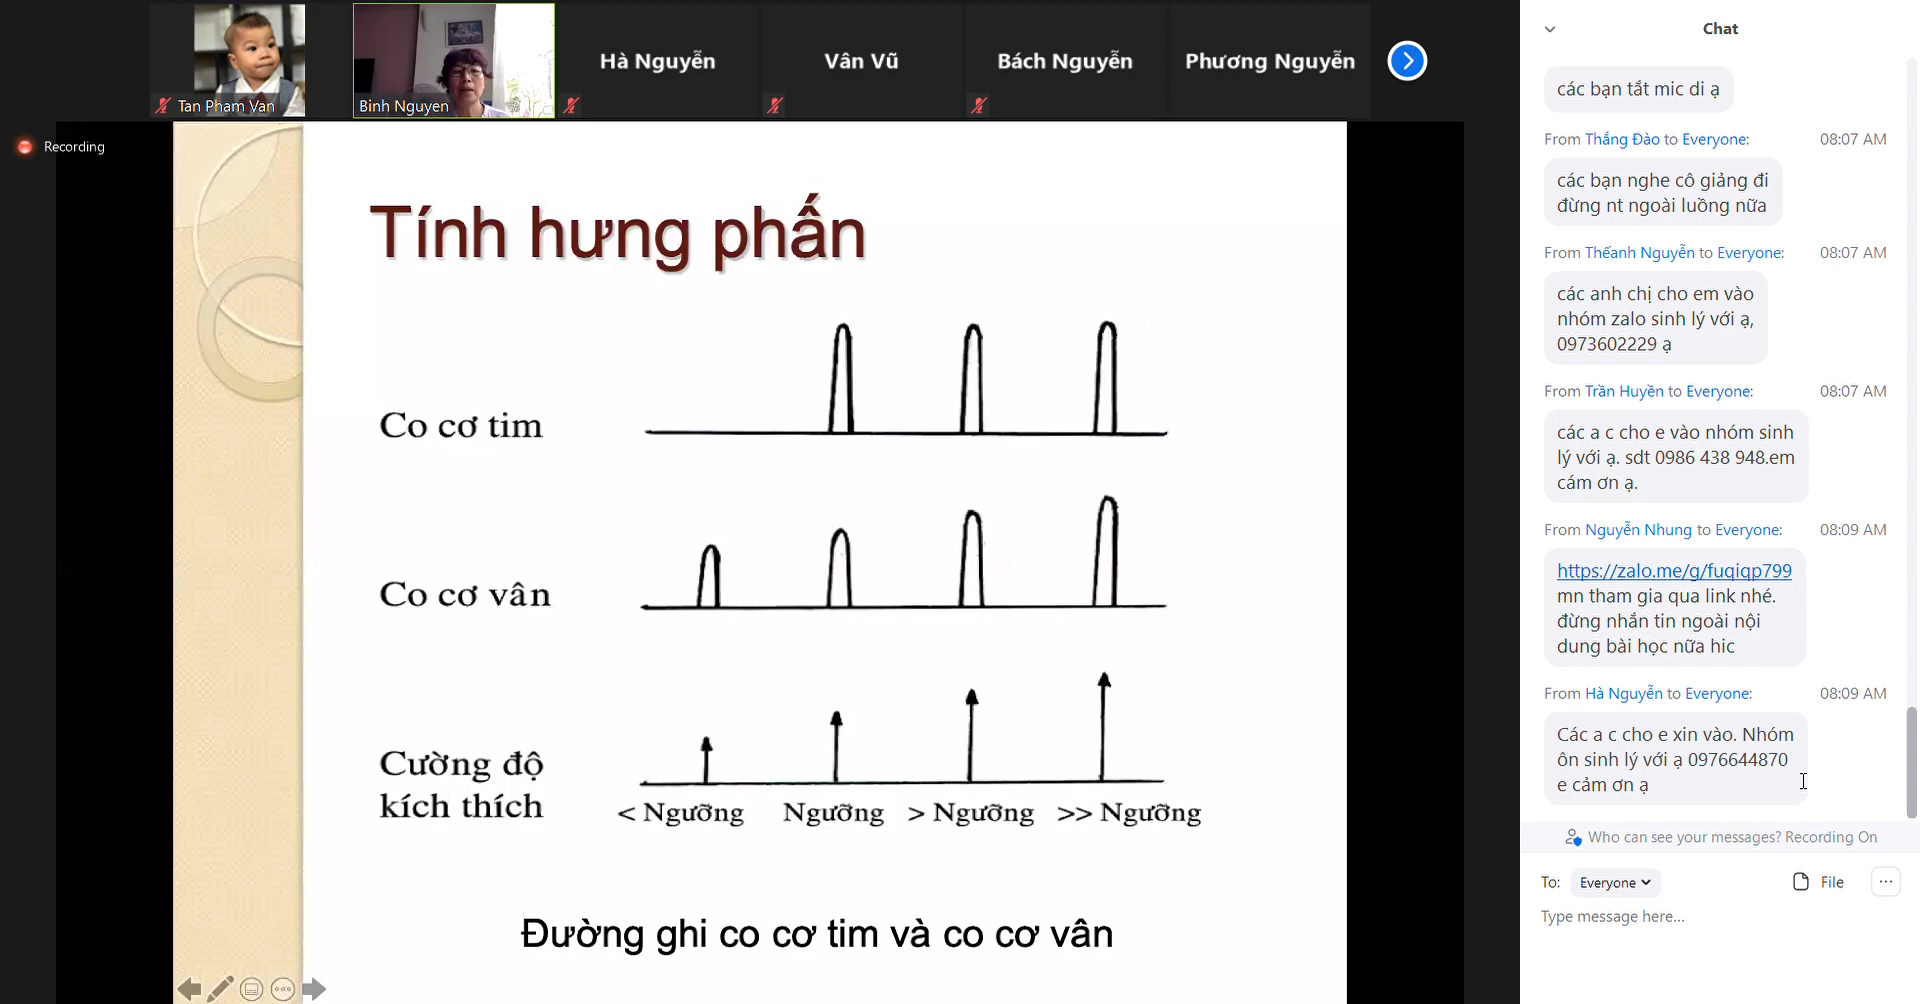 Tan Pham Van
Binh Nguyen
Hà Nguyễn
Vân Vũ
Bách Nguyễn
Phương Nguyễn
Recording
Tính hưng phấn
Co cơ tim
Co cơ vân
Cường độ
kích thích
< Ngưỡng
Ngưỡng
> Ngưỡng
>> Ngưỡng
Đường ghi co cơ tim và co cơ vân
Chat
các bạn tắt mic di ạ
From Thắng Đào to Everyone: 08:07 AM
các bạn nghe cô giảng đi
đừng nt ngoài luồng nữa
From Thếanh Nguyễn to Everyone: 08:07 AM
các anh chị cho em vào
nhóm zalo sinh lý với ạ,
0973602229 ạ
From Trần Huyền to Everyone: 08:07 AM
các a c cho e vào nhóm sinh
lý với ạ. sdt 0986 438 948.em
cám ơn ạ.
From Nguyễn Nhung to Everyone: 08:09 AM
https://zalo.me/g/fuqiqp799
mn tham gia qua link nhé.
đừng nhắn tin ngoài nội
dung bài học nữa hic
From Hà Nguyễn to Everyone: 08:09 AM
Các a c cho e xin vào. Nhóm
ôn sinh lý với ạ 0976644870
e cảm ơn ạ
Who can see your messages? Recording On
To: Everyone File
Type message here...